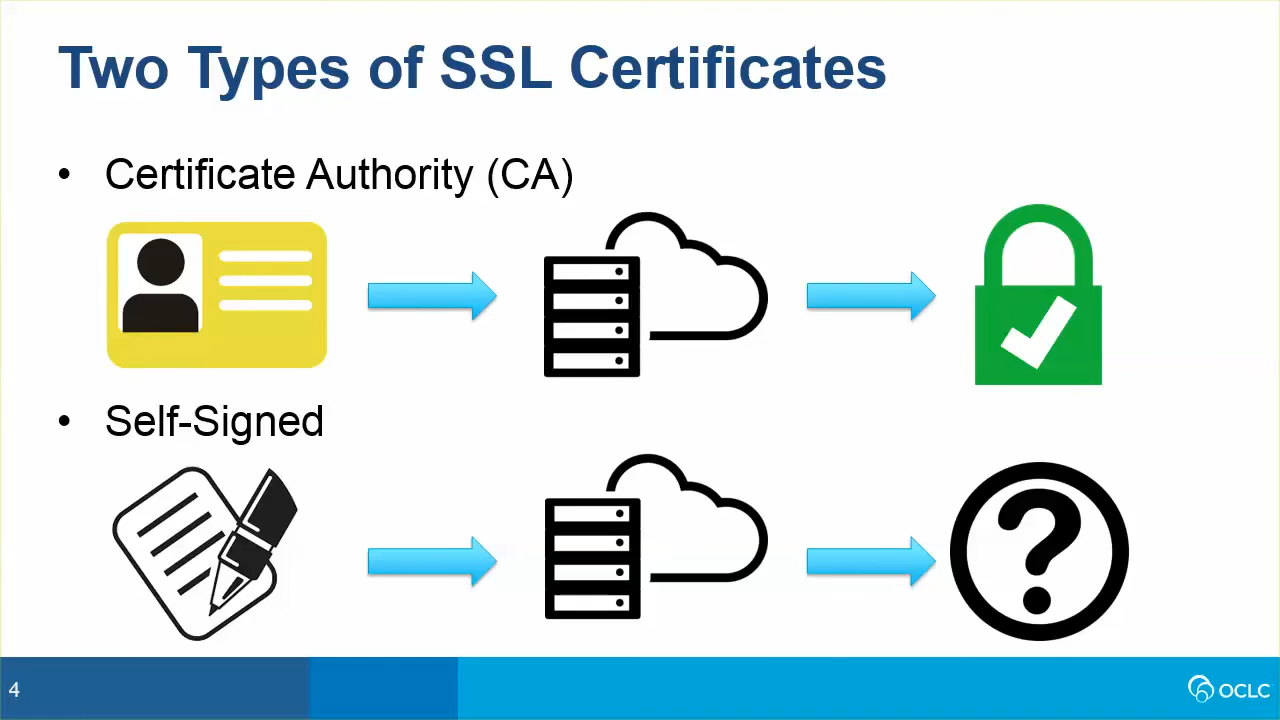 Two Types of SSL Certificates
• Certificate Authority (CA)
• Self-Signed
4
OCLC